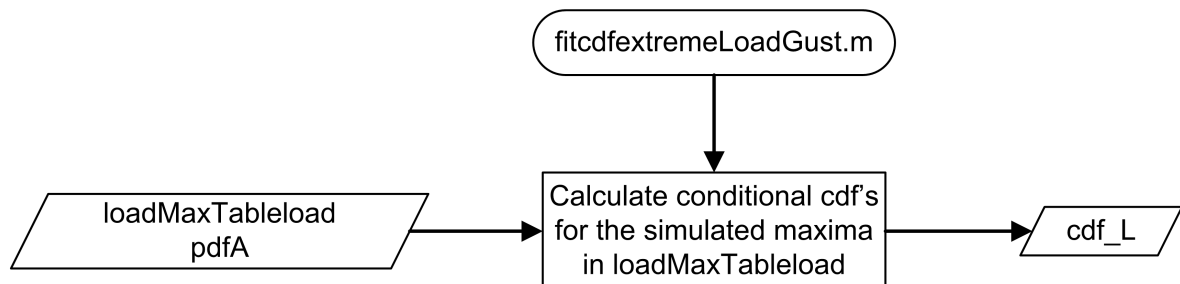 fitcdfextremeLoadGust.m
loadMaxTableload
pdfA
Calculate conditional cdf's
for the simulated maxima
in loadMaxTableload
cdf_L